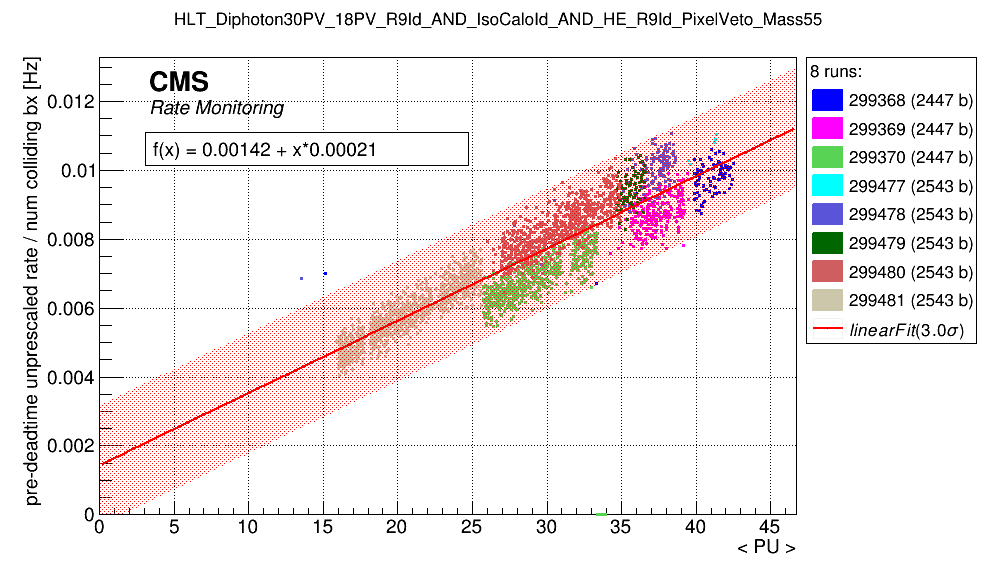 HLT_Diphoton30PV_18PV_R9Id_AND_IsoCaloId_AND_HE_R9Id_PixelVeto_Mass55
pre-deadtime unprescaled rate / num colliding bx [Hz]
CMS
Rate Monitoring
f(x) = 0.00142 + x*0.00021
0.012
0.01
0.008
0.006
0.004
0.002
0
0 5 10 15 20 25 30 35 40 45
< PU >
8 runs:
299368 (2447 b)
299369 (2447 b)
299370 (2447 b)
299477 (2543 b)
299478 (2543 b)
299479 (2543 b)
299480 (2543 b)
299481 (2543 b)
linearFit(3.0σ)